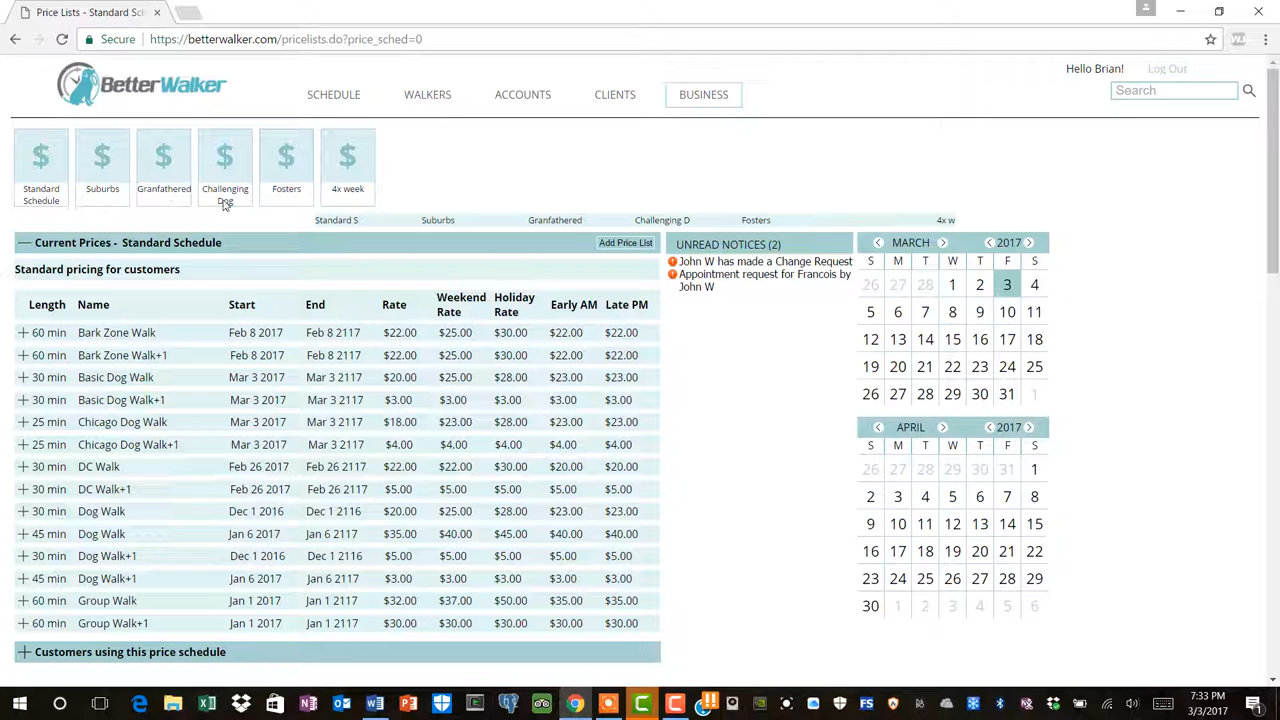 Price Lists - Standard Sc
Secure https://betterwalker.com/pricelists.do?price_sched=0
Hello Brian! Log Out
BetterWalker SCHEDULE WALKERS ACCOUNTS CLIENTS BUSINESS Search
$ $ $ $ $ $
Standard Schedule Suburbs Granfathered Challenging Dog Fosters 4x week
Standard S Suburbs Granfathered Challenging D Fosters 4x w
Current Prices - Standard Schedule Add Price List
Standard pricing for customers
Length Name Start End Rate Weekend Rate Holiday Rate Early AM Late PM
60 min Bark Zone Walk Feb 8 2017 Feb 8 2117 $22.00 $25.00 $30.00 $22.00 $22.00
60 min Bark Zone Walk+1 Feb 8 2017 Feb 8 2117 $22.00 $25.00 $30.00 $22.00 $22.00
30 min Basic Dog Walk Mar 3 2017 Mar 3 2117 $20.00 $25.00 $28.00 $23.00 $23.00
30 min Basic Dog Walk+1 Mar 3 2017 Mar 3 2117 $3.00 $3.00 $3.00 $3.00 $3.00
25 min Chicago Dog Walk Mar 3 2017 Mar 3 2117 $18.00 $23.00 $28.00 $23.00 $23.00
25 min Chicago Dog Walk+1 Mar 3 2017 Mar 3 2117 $4.00 $4.00 $4.00 $4.00 $4.00
30 min DC Walk Feb 26 2017 Feb 26 2117 $22.00 $22.00 $30.00 $20.00 $20.00
30 min DC Walk+1 Feb 26 2017 Feb 26 2117 $5.00 $5.00 $5.00 $5.00 $5.00
30 min Dog Walk Dec 1 2016 Dec 1 2116 $20.00 $25.00 $28.00 $23.00 $23.00
45 min Dog Walk Jan 6 2017 Jan 6 2117 $35.00 $40.00 $45.00 $40.00 $40.00
30 min Dog Walk+1 Dec 1 2016 Dec 1 2116 $5.00 $5.00 $5.00 $5.00 $5.00
45 min Dog Walk+1 Jan 6 2017 Jan 6 2117 $3.00 $3.00 $3.00 $3.00 $3.00
60 min Group Walk Jan 1 2017 Jan 1 2117 $32.00 $37.00 $50.00 $35.00 $35.00
60 min Group Walk+1 Jan 1 2017 Jan 1 2117 $30.00 $30.00 $30.00 $30.00 $30.00
Customers using this price schedule
UNREAD NOTICES (2)
John W has made a Change Request
Appointment request for Francois by
John W
MARCH 2017
S M T W T F S
26 27 28 1 2 3 4
5 6 7 8 9 10 11
12 13 14 15 16 17 18
19 20 21 22 23 24 25
26 27 28 29 30 31 1
APRIL 2017
S M T W T F S
26 27 28 29 30 31 1
2 3 4 5 6 7 8
9 10 11 12 13 14 15
16 17 18 19 20 21 22
23 24 25 26 27 28 29
30 1 2 3 4 5 6
7:33 PM
3/3/2017